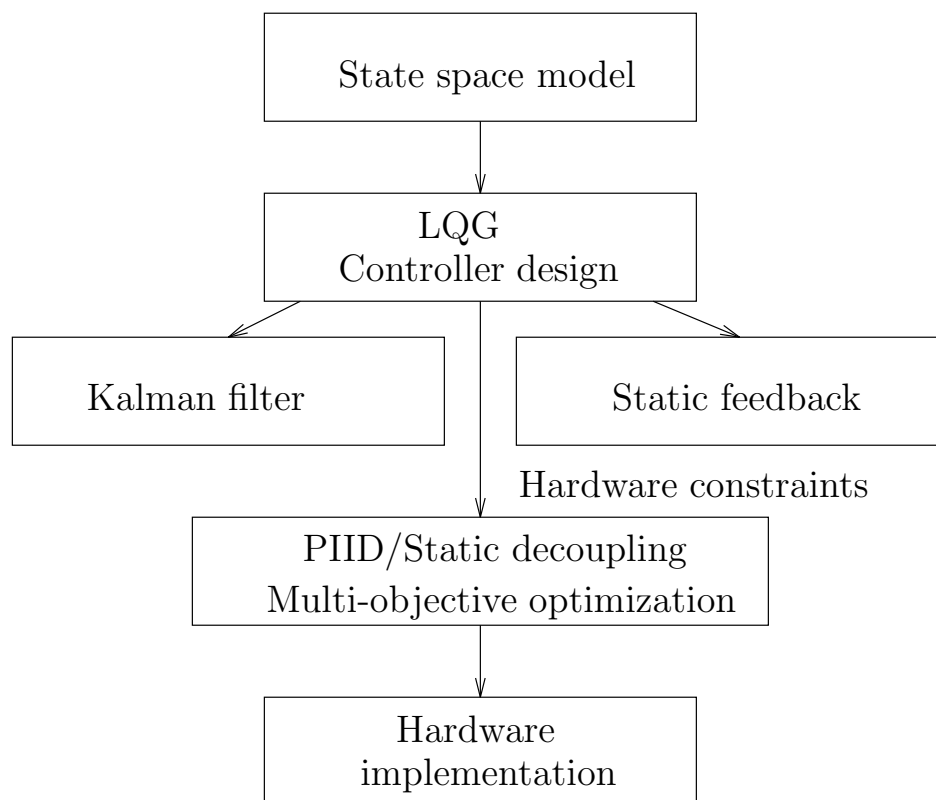 State space model
LQG
Controller design
Kalman filter
Static feedback
Hardware constraints
PIID/Static decoupling
Multi-objective optimization
Hardware
implementation